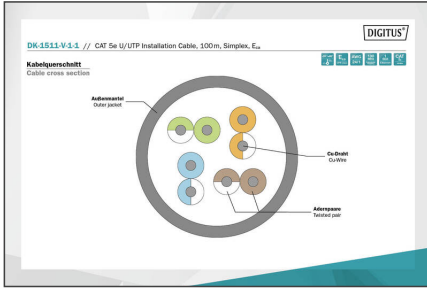 DIGITUS®
DK-1511-V-1-1 // CAT 5e U/UTP Installation Cable, 100m, Simplex, Eca
Kabelquerschnitt
Cable cross section
Außenmantel
Outer jacket
Cu-Draht
Cu-Wire
Aderpaare
Twisted pair